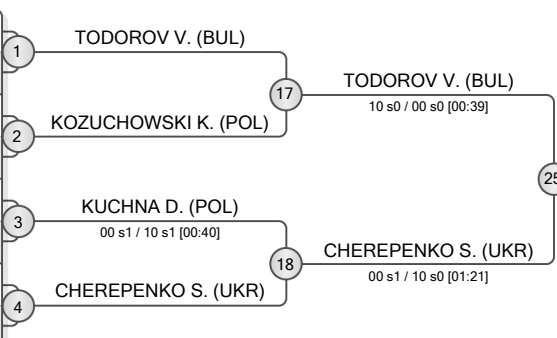 TODOROV V. (BUL)
1
17
TODOROV V. (BUL)
10 s0 / 00 s0 [00:39]
KOZUCHOWSKI K. (POL)
2
25
KUCHNA D. (POL)
3
00 s1 / 10 s1 [00:40]
18
CHEREPENKO S. (UKR)
00 s1 / 10 s0 [01:21]
CHEREPENKO S. (UKR)
4